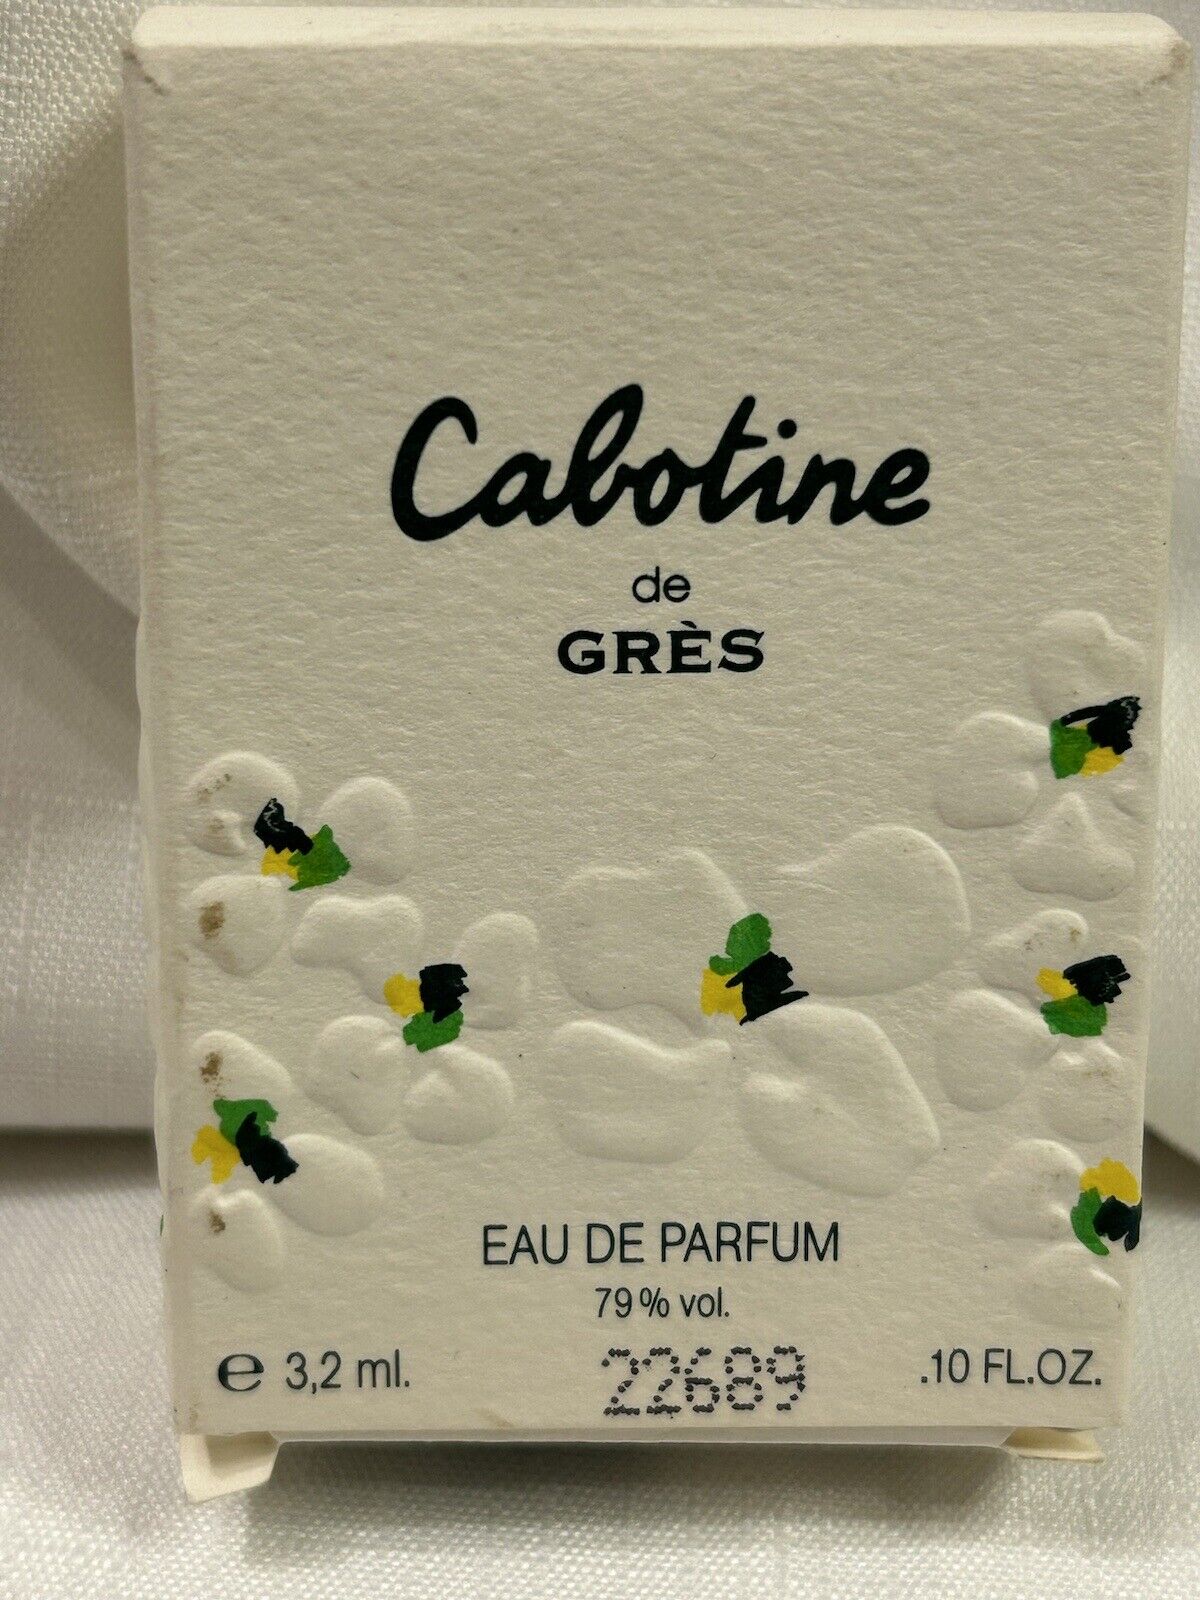 Cabotine
de
GRÈS
EAU DE PARFUM
79% vol.
℮ 3,2 ml. 22689 .10 FL.OZ.